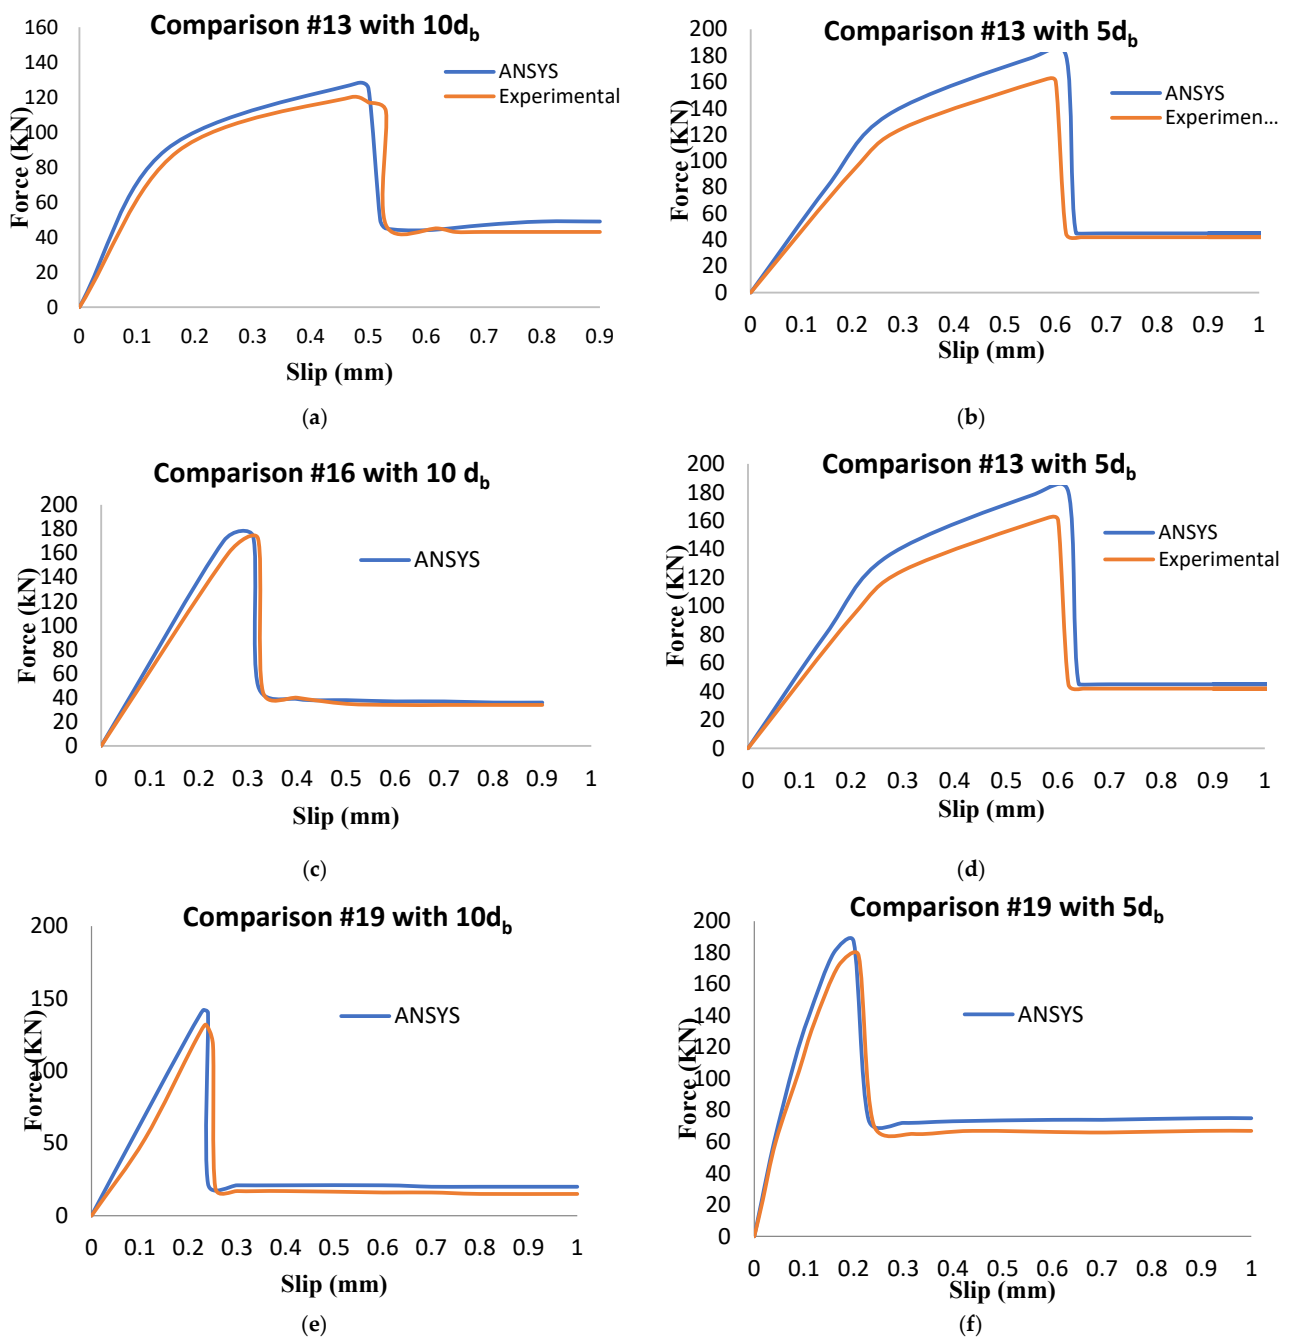 Comparison #13 with 10d_b
Force (KN)
160
140
120
100
80
60
40
20
0
ANSYS
Experimental
0 0.1 0.2 0.3 0.4 0.5 0.6 0.7 0.8 0.9
Slip (mm)
(a)
Comparison #13 with 5d_b
Force (KN)
200
180
160
140
120
100
80
60
40
20
0
ANSYS
Experimen...
0 0.1 0.2 0.3 0.4 0.5 0.6 0.7 0.8 0.9 1
Slip (mm)
(b)
Comparison #16 with 10 d_b
Force (kN)
200
180
160
140
120
100
80
60
40
20
0
ANSYS
0 0.1 0.2 0.3 0.4 0.5 0.6 0.7 0.8 0.9 1
Slip (mm)
(c)
Comparison #13 with 5d_b
Force (KN)
200
180
160
140
120
100
80
60
40
20
0
ANSYS
Experimental
0 0.1 0.2 0.3 0.4 0.5 0.6 0.7 0.8 0.9 1
Slip (mm)
(d)
Comparison #19 with 10d_b
Force (KN)
200
150
100
50
0
ANSYS
0 0.1 0.2 0.3 0.4 0.5 0.6 0.7 0.8 0.9 1
Slip (mm)
(e)
Comparison #19 with 5d_b
Force (KN)
200
180
160
140
120
100
80
60
40
20
0
ANSYS
0 0.1 0.2 0.3 0.4 0.5 0.6 0.7 0.8 0.9 1
Slip (mm)
(f)